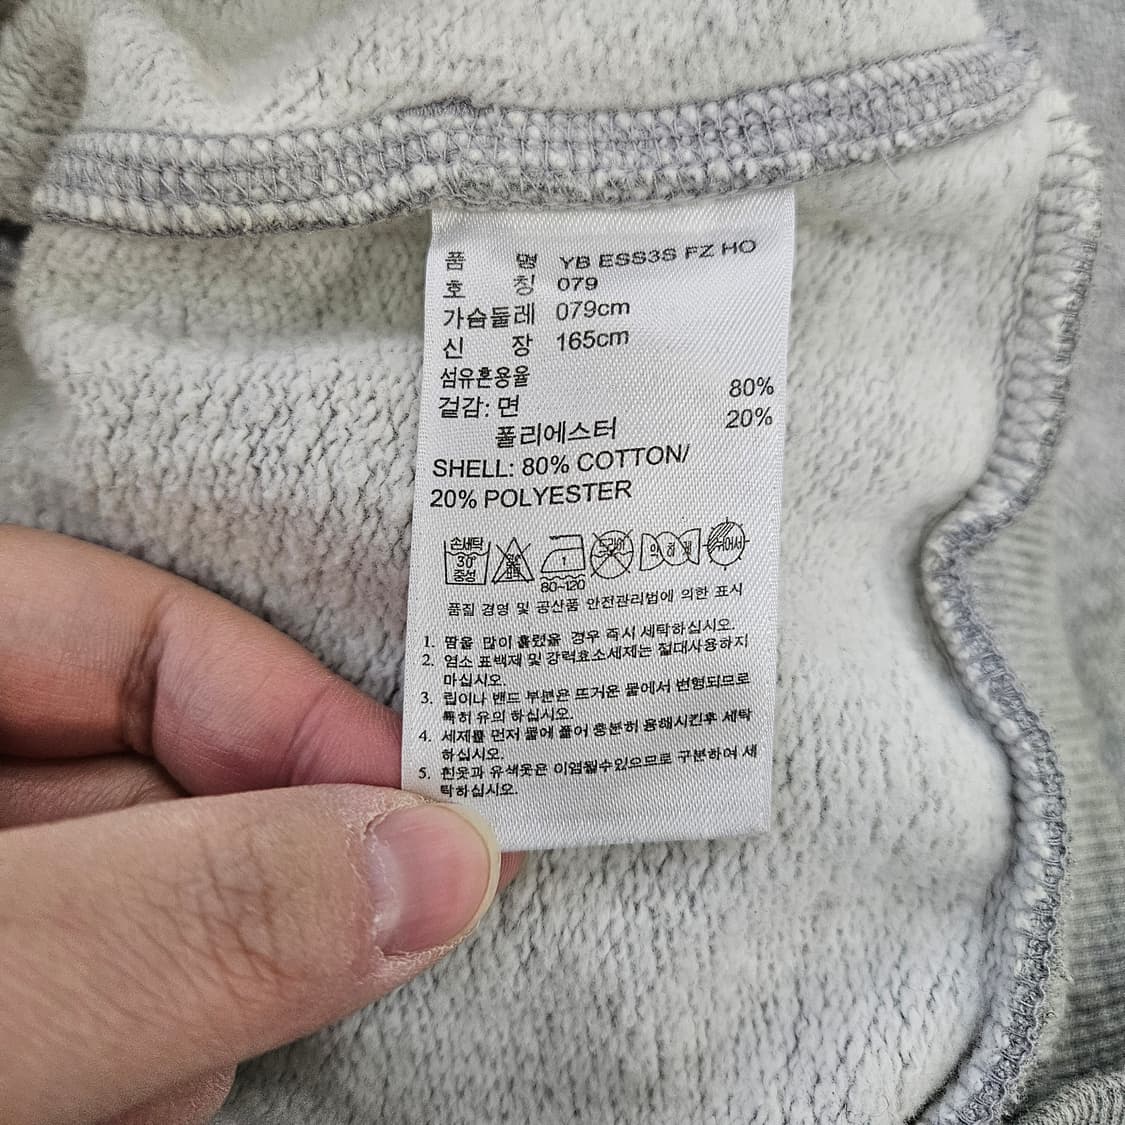 품 명 YB ESS3S FZ HO
호 칭 079
가슴둘레 079cm
신 장 165cm
섬유혼용율
걸감: 면 80%
폴리에스터 20%
SHELL: 80% COTTON/
20% POLYESTER
손세탁
30
중성
80~120
드라이
품질 경영 및 공산품 안전관리법에 의한 표시
1. 땀을 많이 흘렸을 경우 즉시 세탁하십시오.
2. 염소 표백제 및 강력효소세제는 절대사용하지
마십시오.
3. 립이나 밴드 부분은 뜨거운 물에서 변형되므로
특히 유의 하십시오.
4. 세제를 먼저 물에 풀어 충분히 용해시킨후 세탁
하십시오.
5. 흰옷과 유색옷은 이염될수있으므로 구분하여 세
탁하십시오.